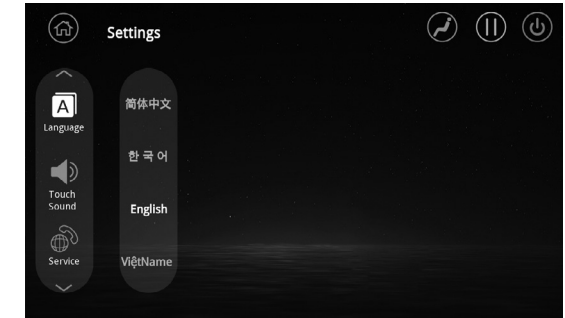 Settings
A
Language
Touch
Sound
Service
简体中文
한국어
English
ViệtName